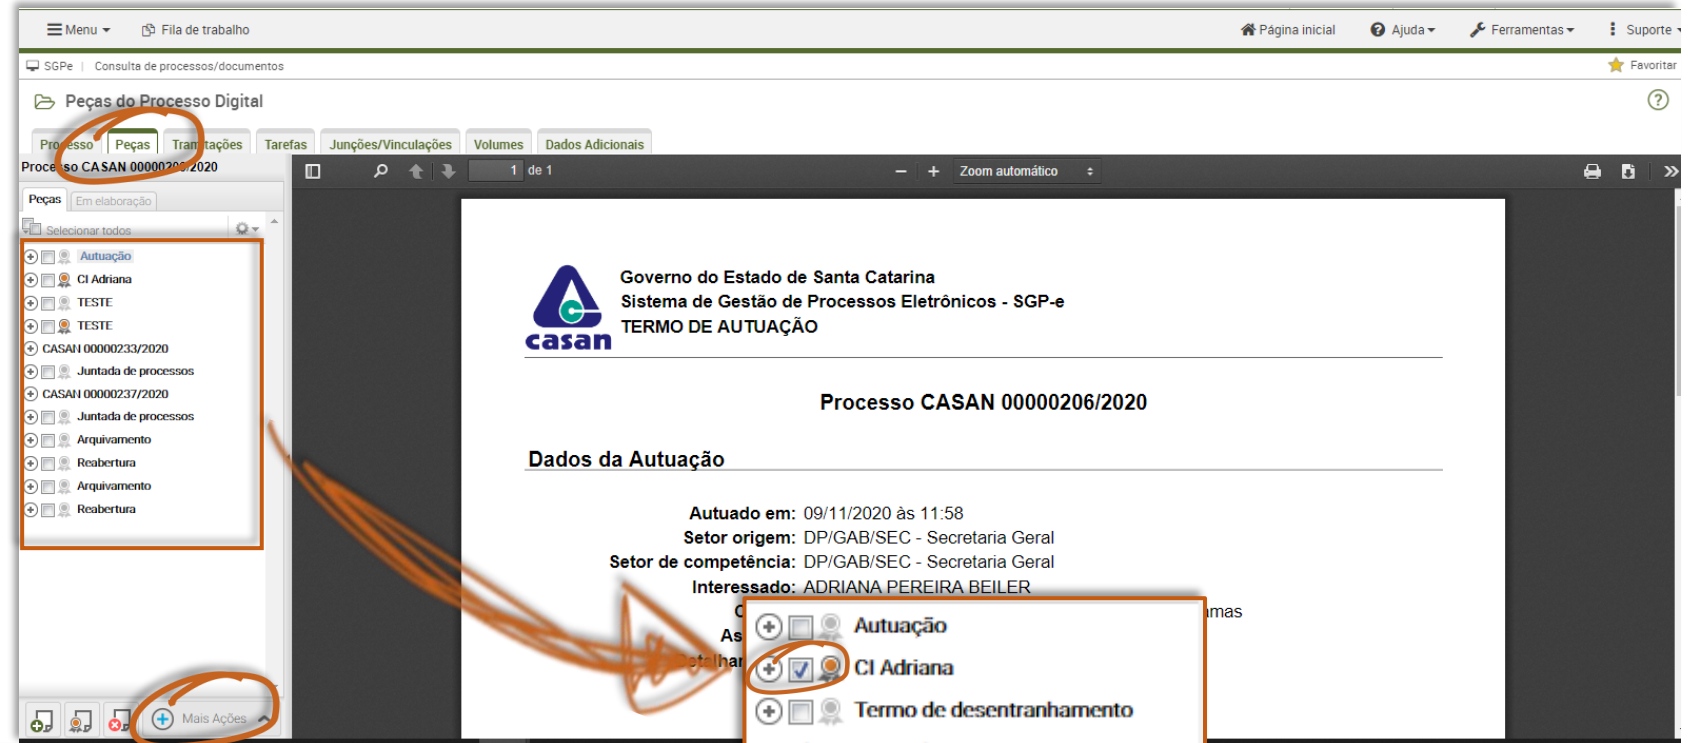 Menu Fila de trabalho Página inicial Ajuda Ferramentas Suporte
SGPe | Consulta de processos/documentos Favoritar
Peças do Processo Digital
Processo Peças Tramitações Tarefas Junções/Vinculações Volumes Dados Adicionais
Processo CASAN 00000206/2020
1 de 1 Zoom automático
Peças Em elaboração
Selecionar todos
Autuação
CI Adriana
TESTE
TESTE
CASAN 00000233/2020
Juntada de processos
CASAN 00000237/2020
Juntada de processos
Arquivamento
Reabertura
Arquivamento
Reabertura
Mais Ações
Governo do Estado de Santa Catarina
Sistema de Gestão de Processos Eletrônicos - SGP-e
TERMO DE AUTUAÇÃO
casan
Processo CASAN 00000206/2020
Dados da Autuação
Autuado em: 09/11/2020 às 11:58
Setor origem: DP/GAB/SEC - Secretaria Geral
Setor de competência: DP/GAB/SEC - Secretaria Geral
Interessado: ADRIANA PEREIRA BEILER
Autuação
CI Adriana
Termo de desentranhamento